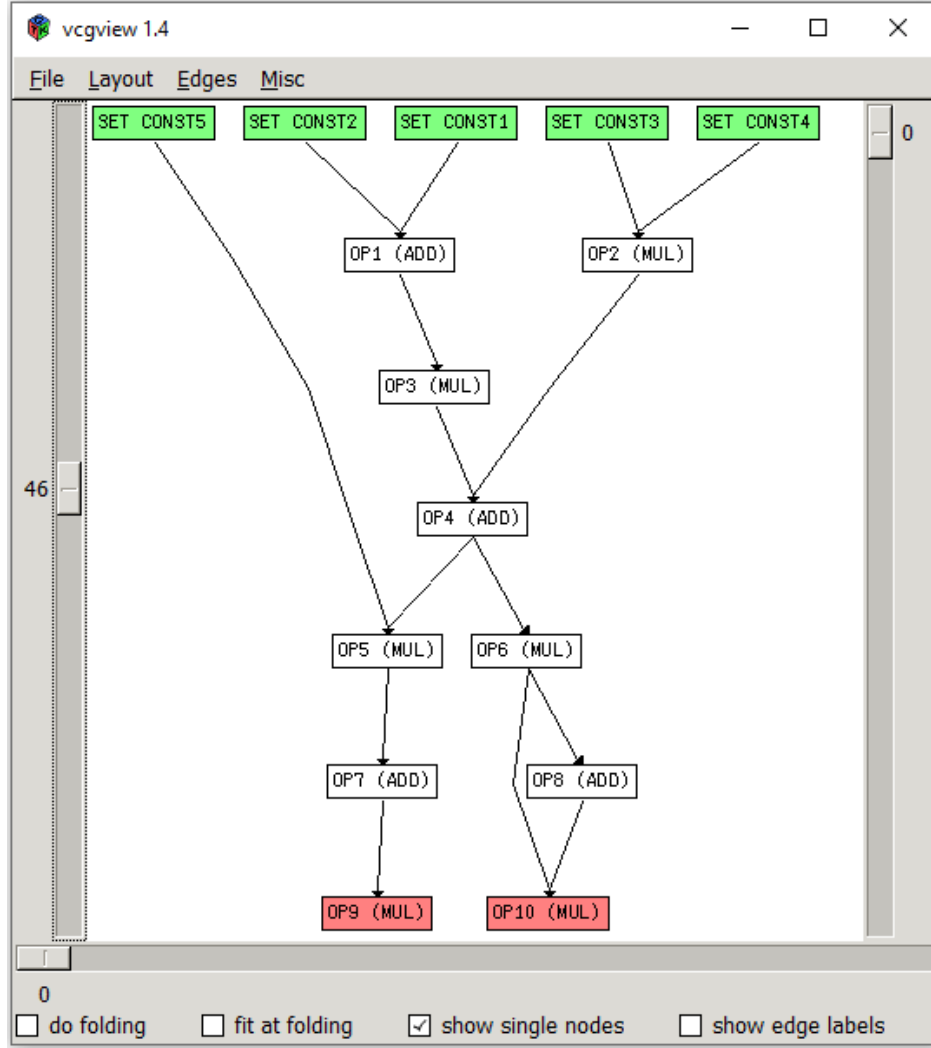 vcgview 1.4
File Layout Edges Misc
SET CONST5 SET CONST2 SET CONST1 SET CONST3 SET CONST4
0
OP1 (ADD) OP2 (MUL)
OP3 (MUL)
46
OP4 (ADD)
OP5 (MUL) OP6 (MUL)
OP7 (ADD) OP8 (ADD)
OP9 (MUL) OP10 (MUL)
0
do folding fit at folding show single nodes show edge labels